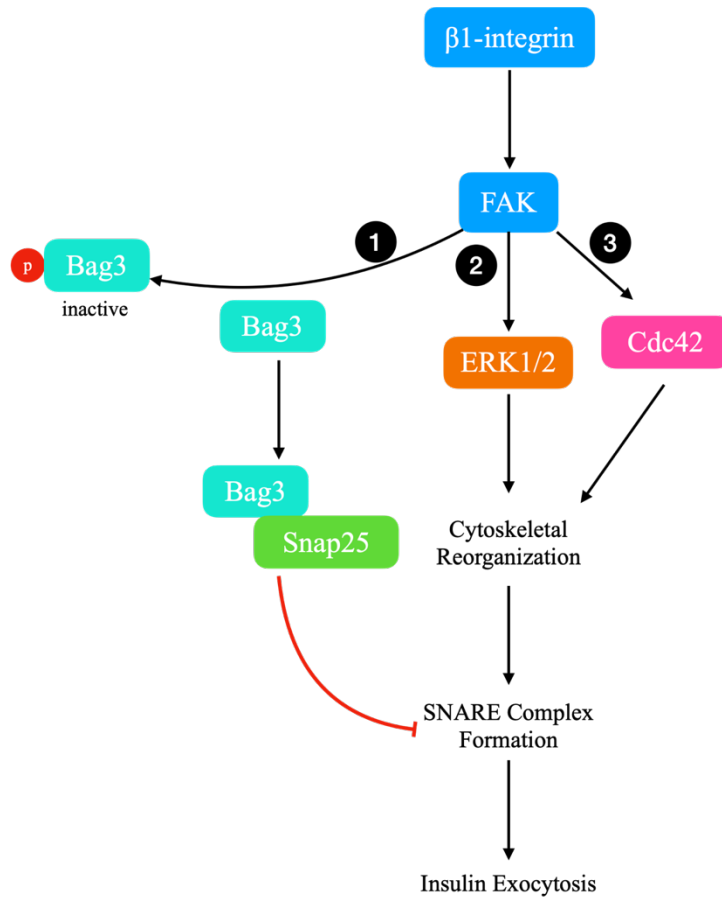 β1-integrin
FAK
1
2
3
p
Bag3
inactive
Bag3
ERK1/2
Cdc42
Bag3
Snap25
Cytoskeletal
Reorganization
SNARE Complex
Formation
Insulin Exocytosis